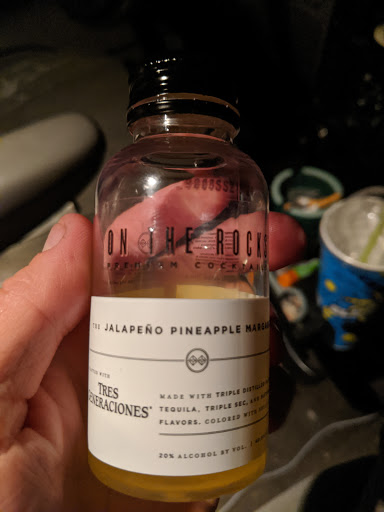 ON THE ROCKS
PREMIUM COCKTAILS
THE JALAPEÑO PINEAPPLE MARGA
TRES
GENERACIONES
MADE WITH TRIPLE DISTILLED
TEQUILA, TRIPLE SEC,
FLAVORS. COLORED WITH
20% ALCOHOL BY VOL.